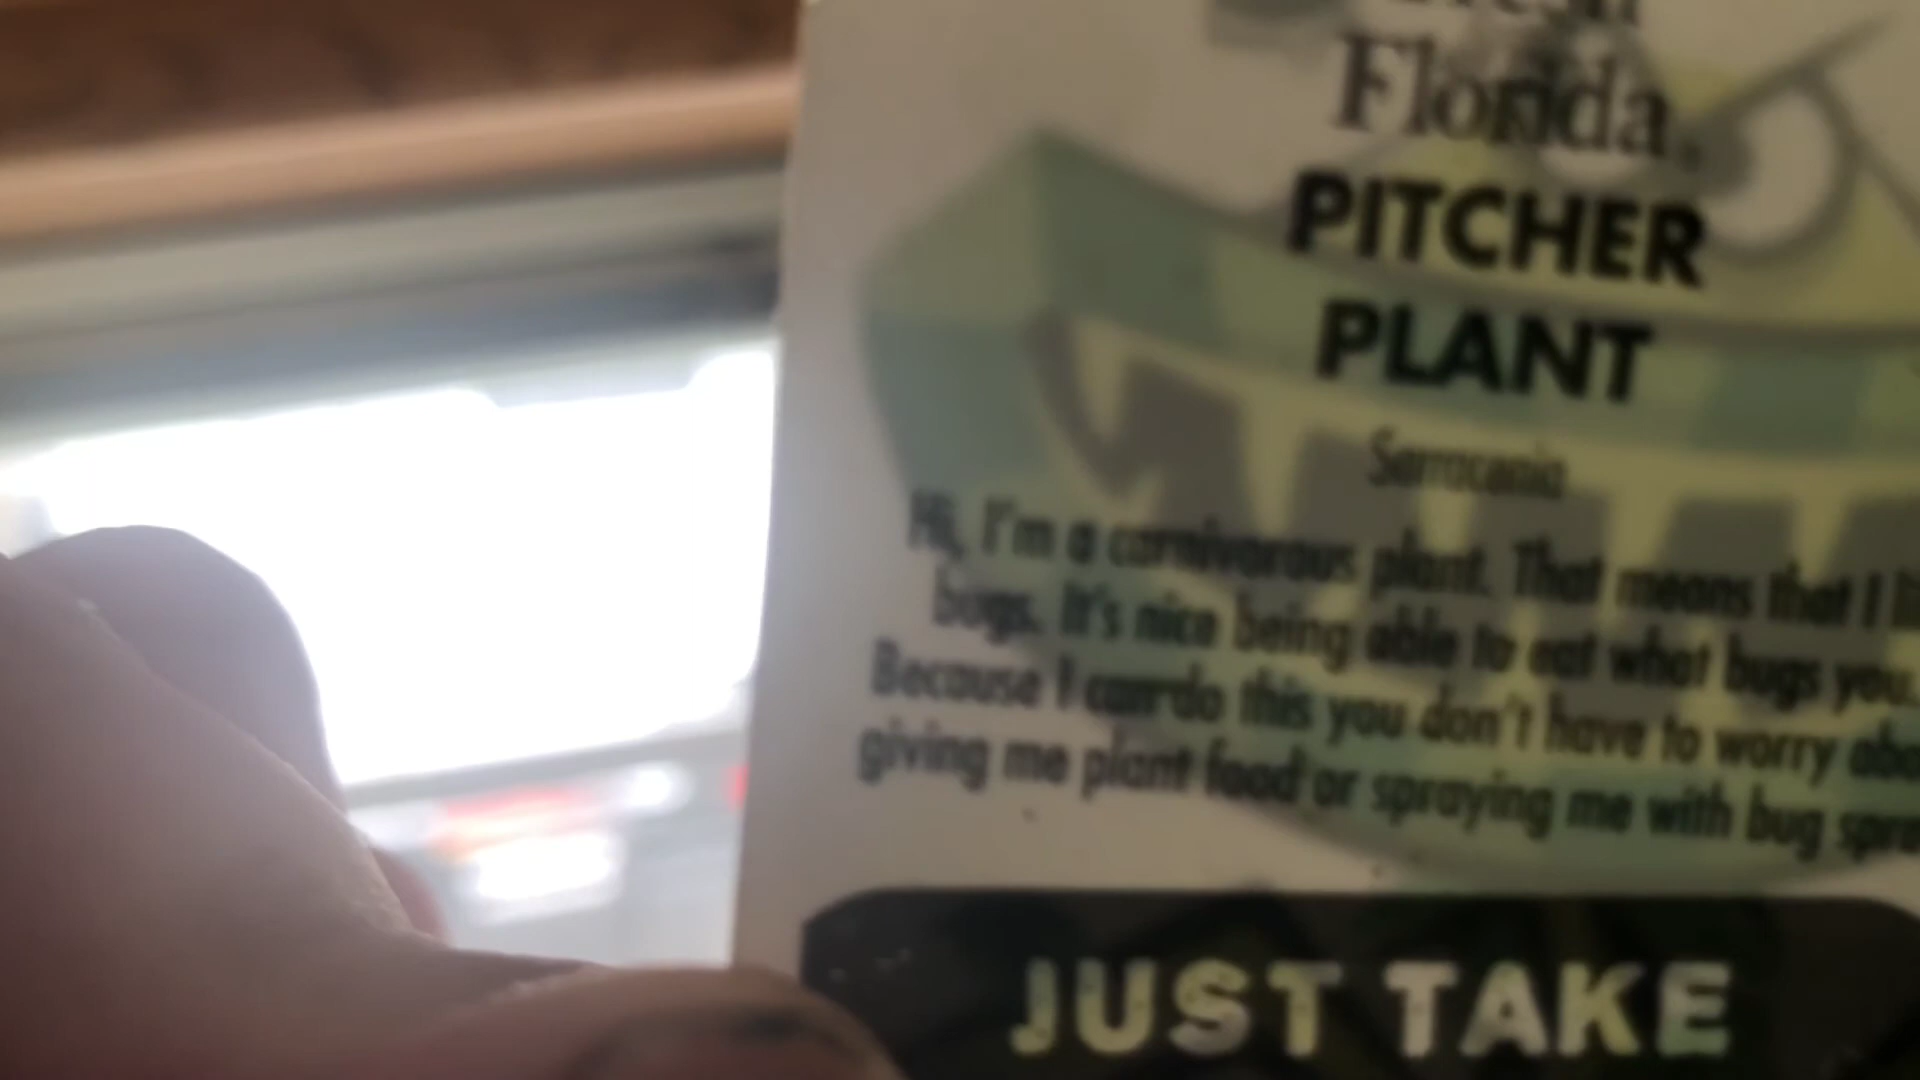 Fresh
Florida
PITCHER
PLANT
Sarracenia
Hi, I'm a carnivorous plant. That means that I
bugs. It's nice being able to eat what bugs you.
Because I can do this you don't have to worry
giving me plant food or spraying me with bug
JUST TAKE